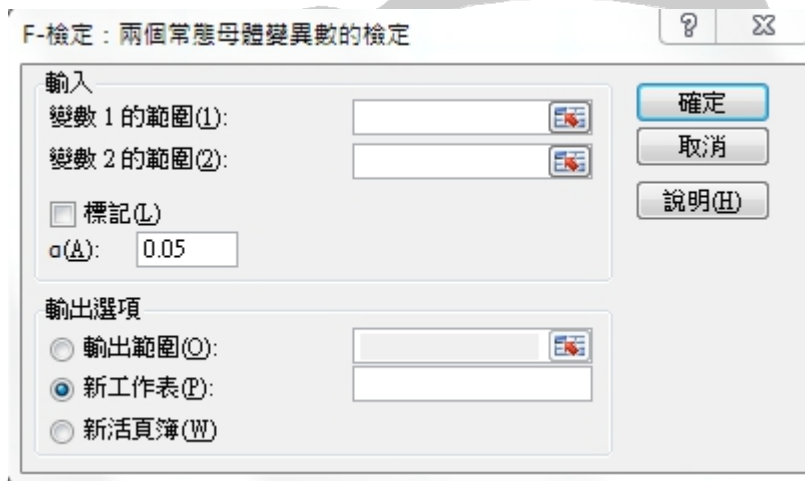 F-檢定：兩個常態母體變異數的檢定
輸入
變數 1 的範圍(1):
變數 2 的範圍(2):
標記(L)
α(A): 0.05
確定
取消
說明(H)
輸出選項
輸出範圍(O):
新工作表(P):
新活頁簿(W)